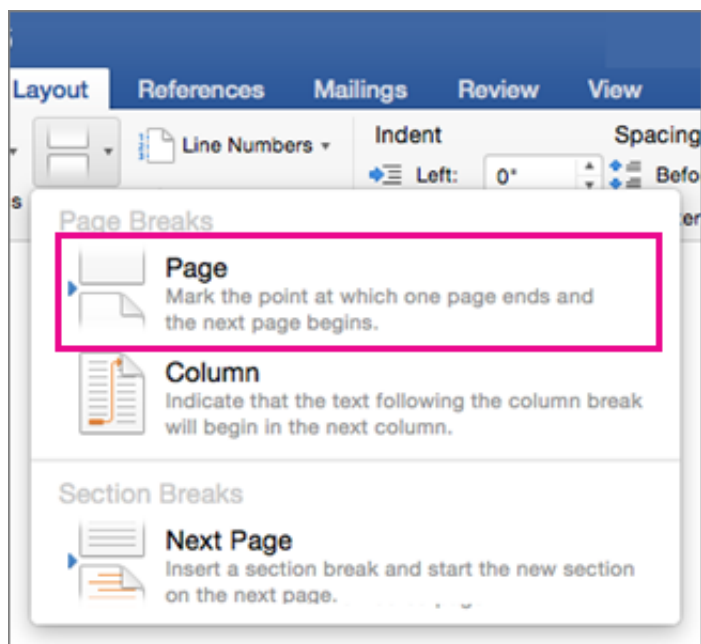 Layout References Mailings Review View
Line Numbers
Indent
Spacing
Left: 0"
Befo
s
er
Page Breaks
Page
Mark the point at which one page ends and
the next page begins.
Column
Indicate that the text following the column break
will begin in the next column.
Section Breaks
Next Page
Insert a section break and start the new section
on the next page.